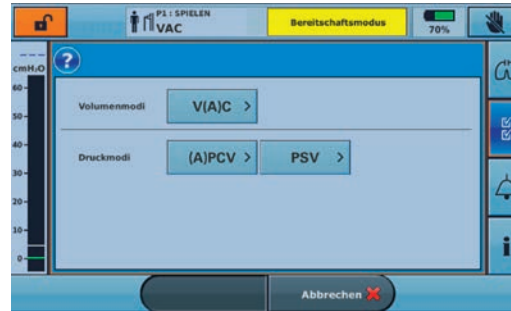 P1 : SPIELEN
VAC
Bereitschaftsmodus
70%
cmH₂O
?
60
50
40
30
20
10
0
Volumenmodi
V(A)C >
Druckmodi
(A)PCV >
PSV >
i
Abbrechen